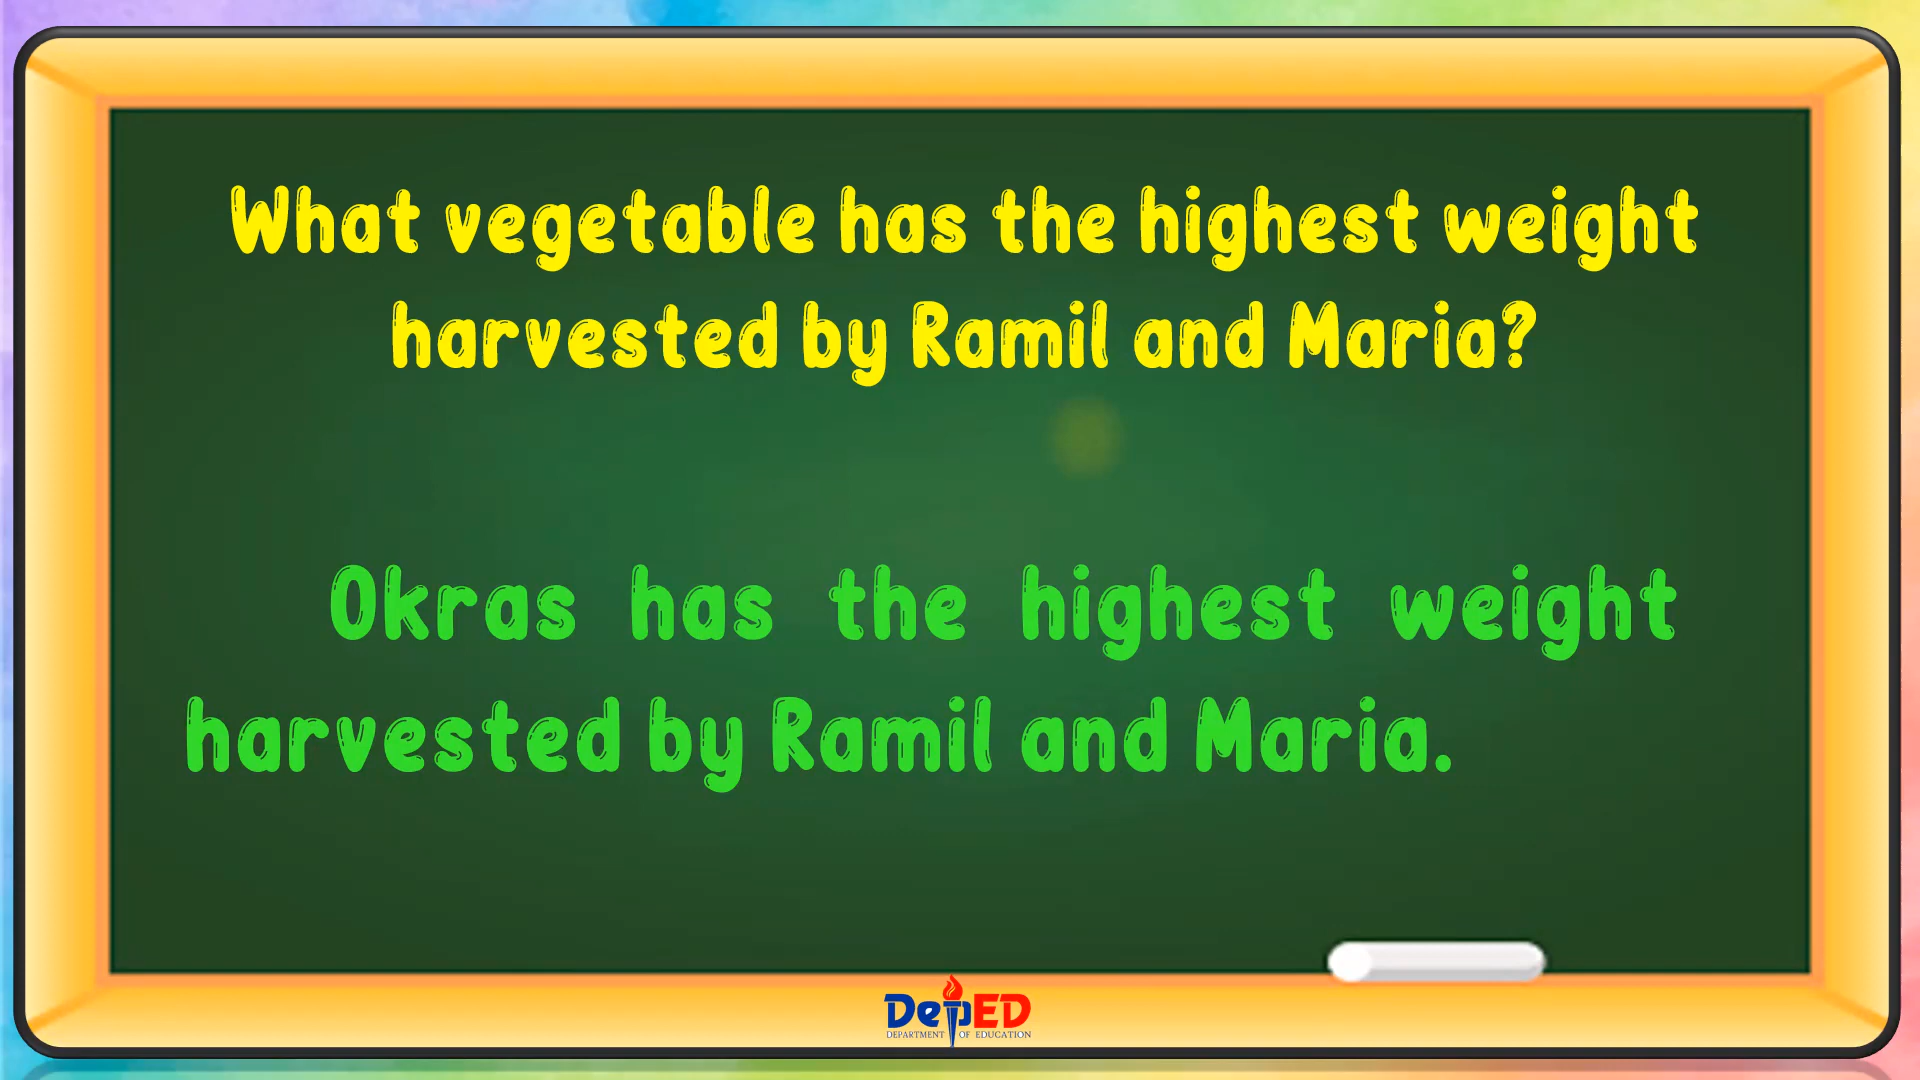 What vegetable has the highest weight
harvested by Ramil and Maria?
Okras has the highest weight
harvested by Ramil and Maria.
DepED
DEPARTMENT OF EDUCATION